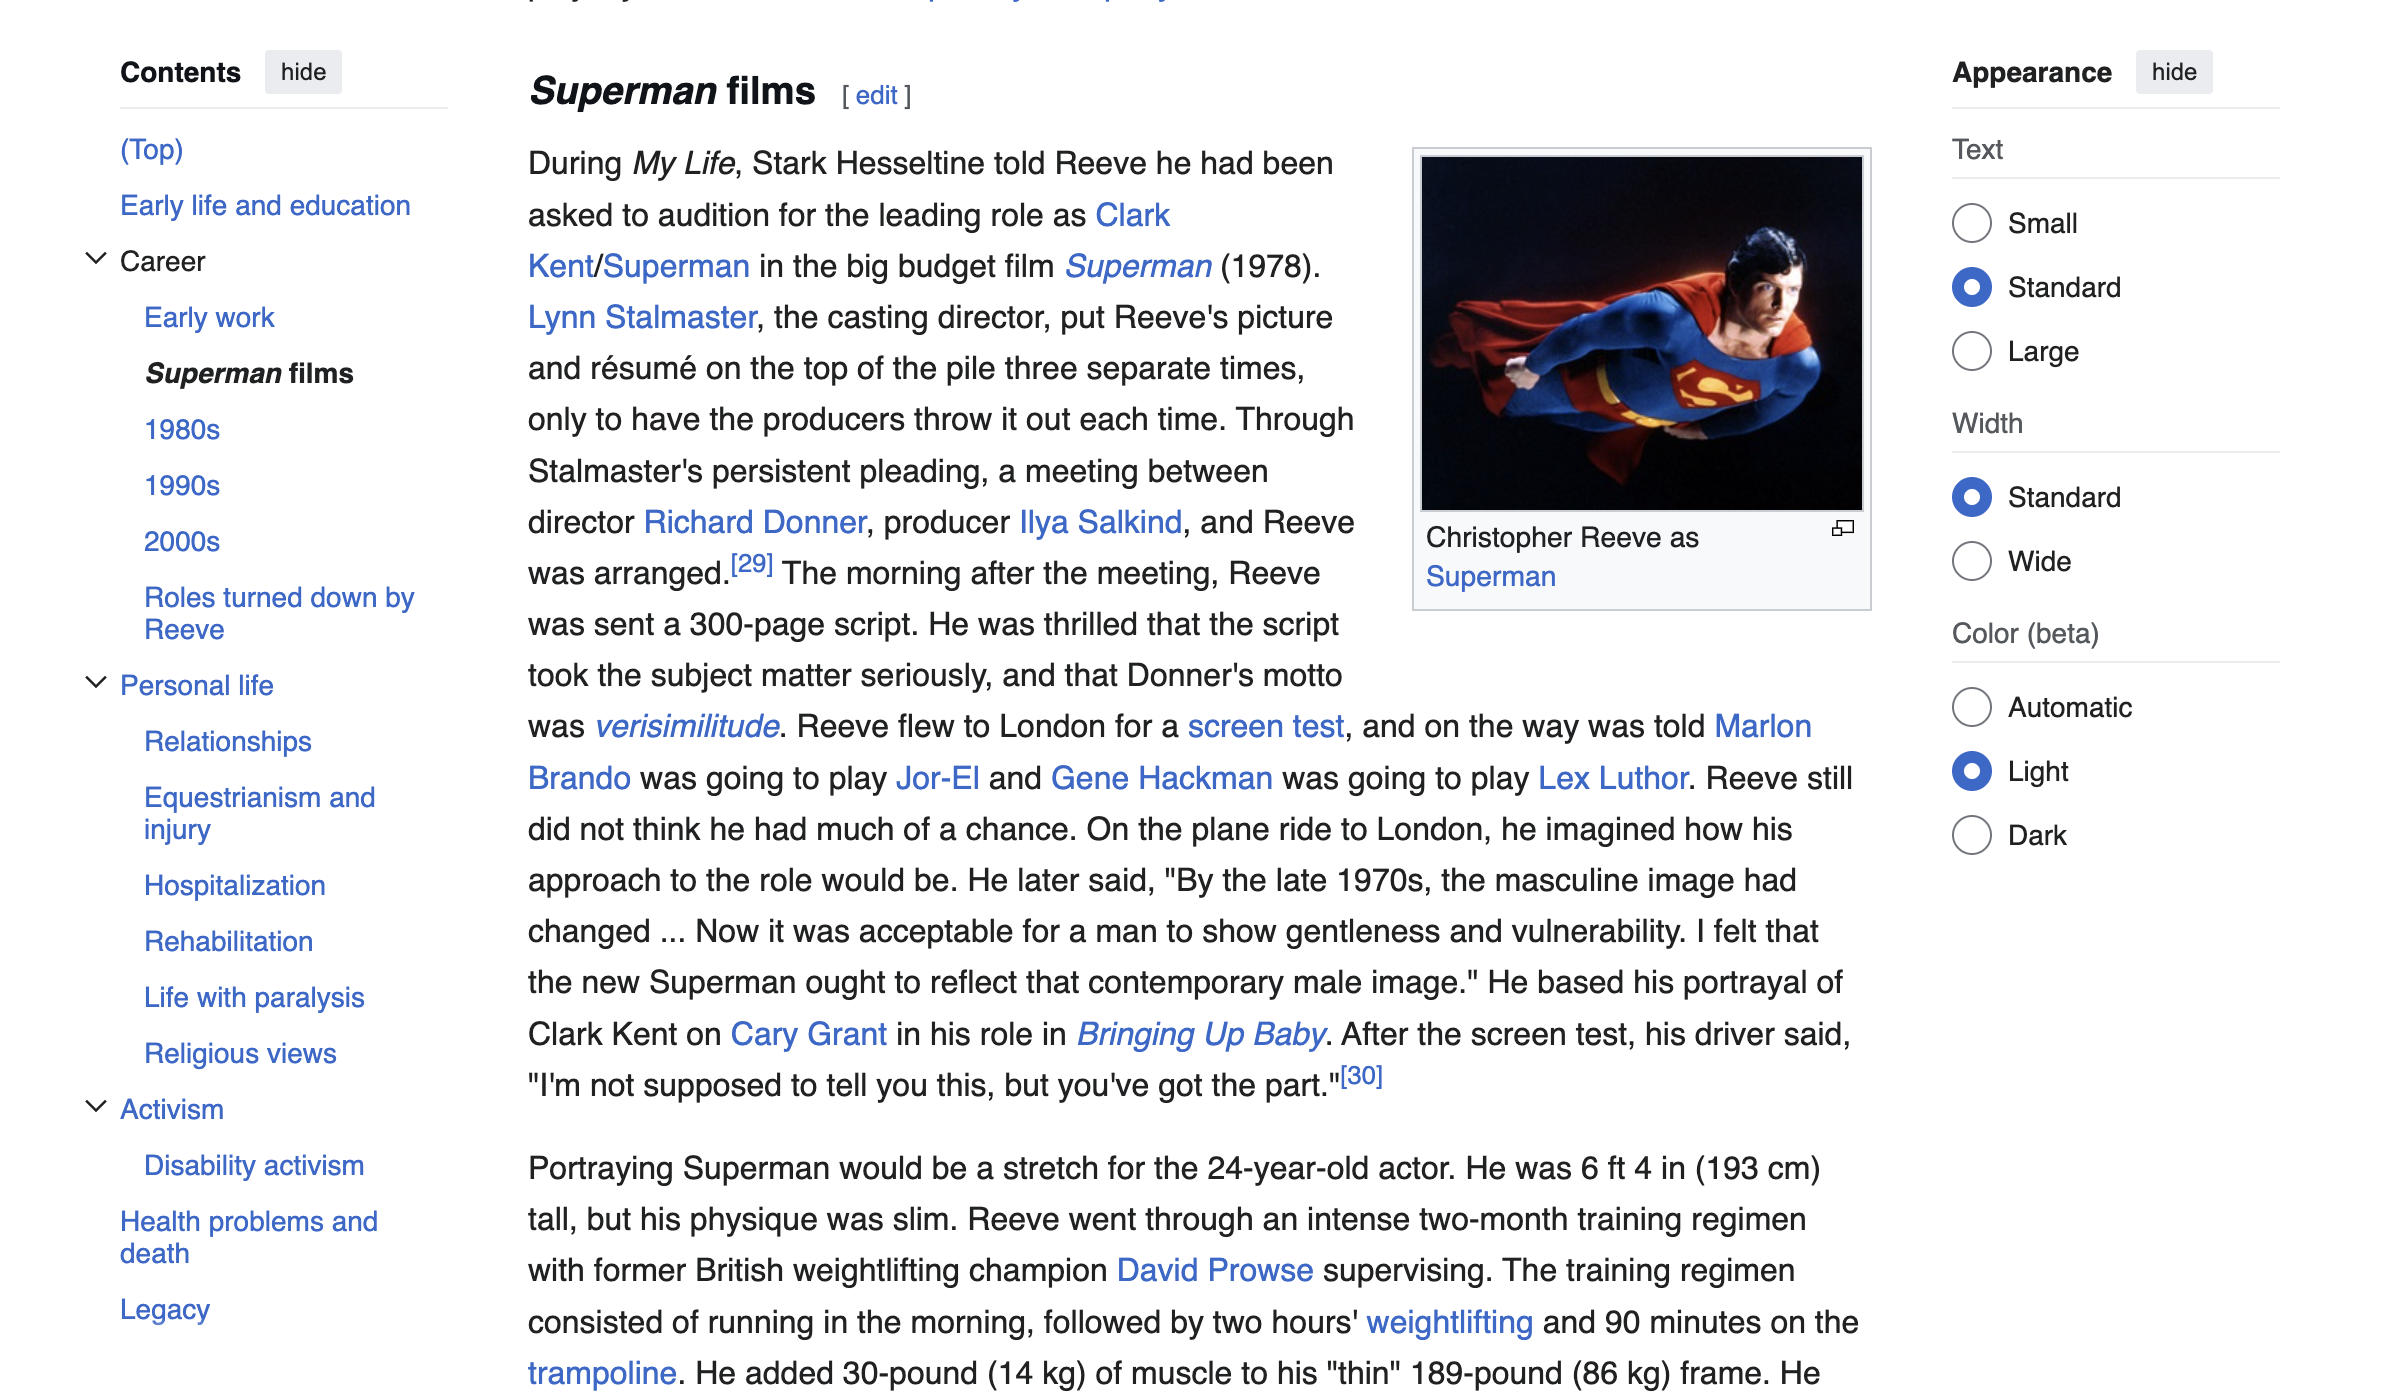 Contents hide
(Top)
Early life and education
Career
Early work
Superman films
1980s
1990s
2000s
Roles turned down by
Reeve
Personal life
Relationships
Equestrianism and
injury
Hospitalization
Rehabilitation
Life with paralysis
Religious views
Activism
Disability activism
Health problems and
death
Legacy
Superman films [ edit ]
During My Life, Stark Hesseltine told Reeve he had been
asked to audition for the leading role as Clark
Kent/Superman in the big budget film Superman (1978).
Lynn Stalmaster, the casting director, put Reeve's picture
and résumé on the top of the pile three separate times,
only to have the producers throw it out each time. Through
Stalmaster's persistent pleading, a meeting between
director Richard Donner, producer Ilya Salkind, and Reeve
was arranged.[29] The morning after the meeting, Reeve
was sent a 300-page script. He was thrilled that the script
took the subject matter seriously, and that Donner's motto
was verisimilitude. Reeve flew to London for a screen test, and on the way was told Marlon
Brando was going to play Jor-El and Gene Hackman was going to play Lex Luthor. Reeve still
did not think he had much of a chance. On the plane ride to London, he imagined how his
approach to the role would be. He later said, "By the late 1970s, the masculine image had
changed ... Now it was acceptable for a man to show gentleness and vulnerability. I felt that
the new Superman ought to reflect that contemporary male image." He based his portrayal of
Clark Kent on Cary Grant in his role in Bringing Up Baby. After the screen test, his driver said,
"I'm not supposed to tell you this, but you've got the part."[30]
Portraying Superman would be a stretch for the 24-year-old actor. He was 6 ft 4 in (193 cm)
tall, but his physique was slim. Reeve went through an intense two-month training regimen
with former British weightlifting champion David Prowse supervising. The training regimen
consisted of running in the morning, followed by two hours' weightlifting and 90 minutes on the
trampoline. He added 30-pound (14 kg) of muscle to his "thin" 189-pound (86 kg) frame. He
S
Christopher Reeve as
Superman
Appearance hide
Text
Small
Standard
Large
Width
Standard
Wide
Color (beta)
Automatic
Light
Dark